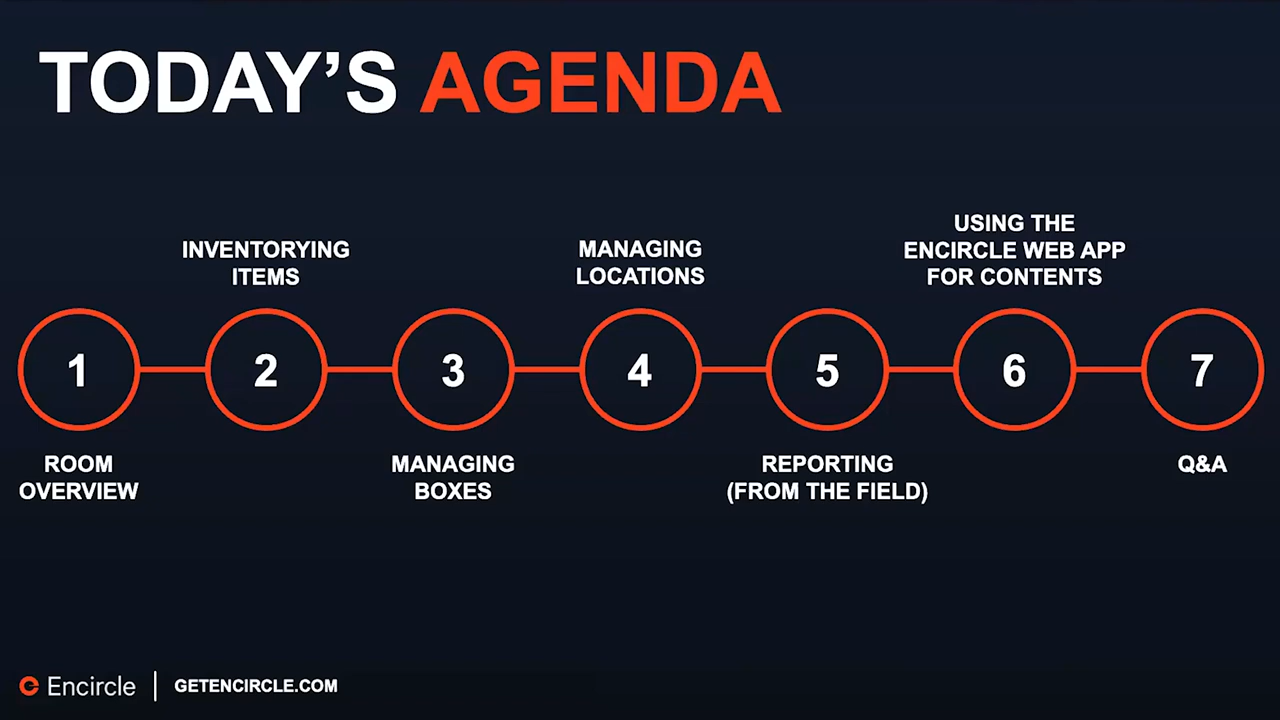 TODAY’S AGENDA
1
ROOM
OVERVIEW
2
INVENTORYING
ITEMS
3
MANAGING
BOXES
4
MANAGING
LOCATIONS
5
REPORTING
(FROM THE FIELD)
6
USING THE
ENCIRCLE WEB APP
FOR CONTENTS
7
Q&A
Encircle
GETENCIRCLE.COM